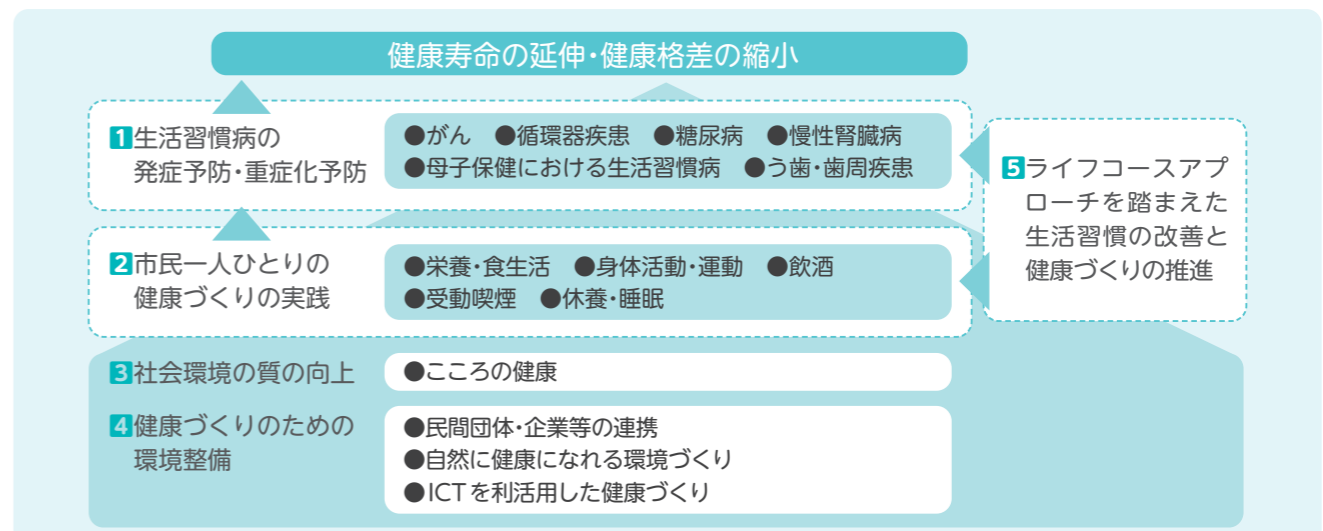 健康寿命の延伸・健康格差の縮小
1生活習慣病の
発症予防・重症化予防
●がん ●循環器疾患 ●糖尿病 ●慢性腎臓病
●母子保健における生活習慣病 ●う歯・歯周疾患
2市民一人ひとりの
健康づくりの実践
●栄養・食生活 ●身体活動・運動 ●飲酒
●受動喫煙 ●休養・睡眠
5ライフコースアプ
ローチを踏まえた
生活習慣の改善と
健康づくりの推進
3社会環境の質の向上
●こころの健康
4健康づくりのための
環境整備
●民間団体・企業等の連携
●自然に健康になれる環境づくり
●ICTを利活用した健康づくり